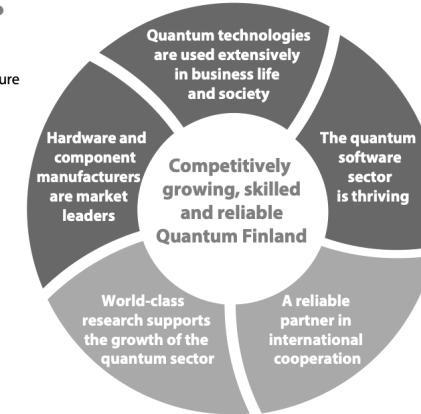 ure
Quantum technologies
are used extensively
in business life
and society
Hardware and
component
manufacturers
are market
leaders
The quantum
software
sector
is thriving
Competitively
growing, skilled
and reliable
Quantum Finland
World-class
research supports
the growth of the
quantum sector
A reliable
partner in
international
cooperation